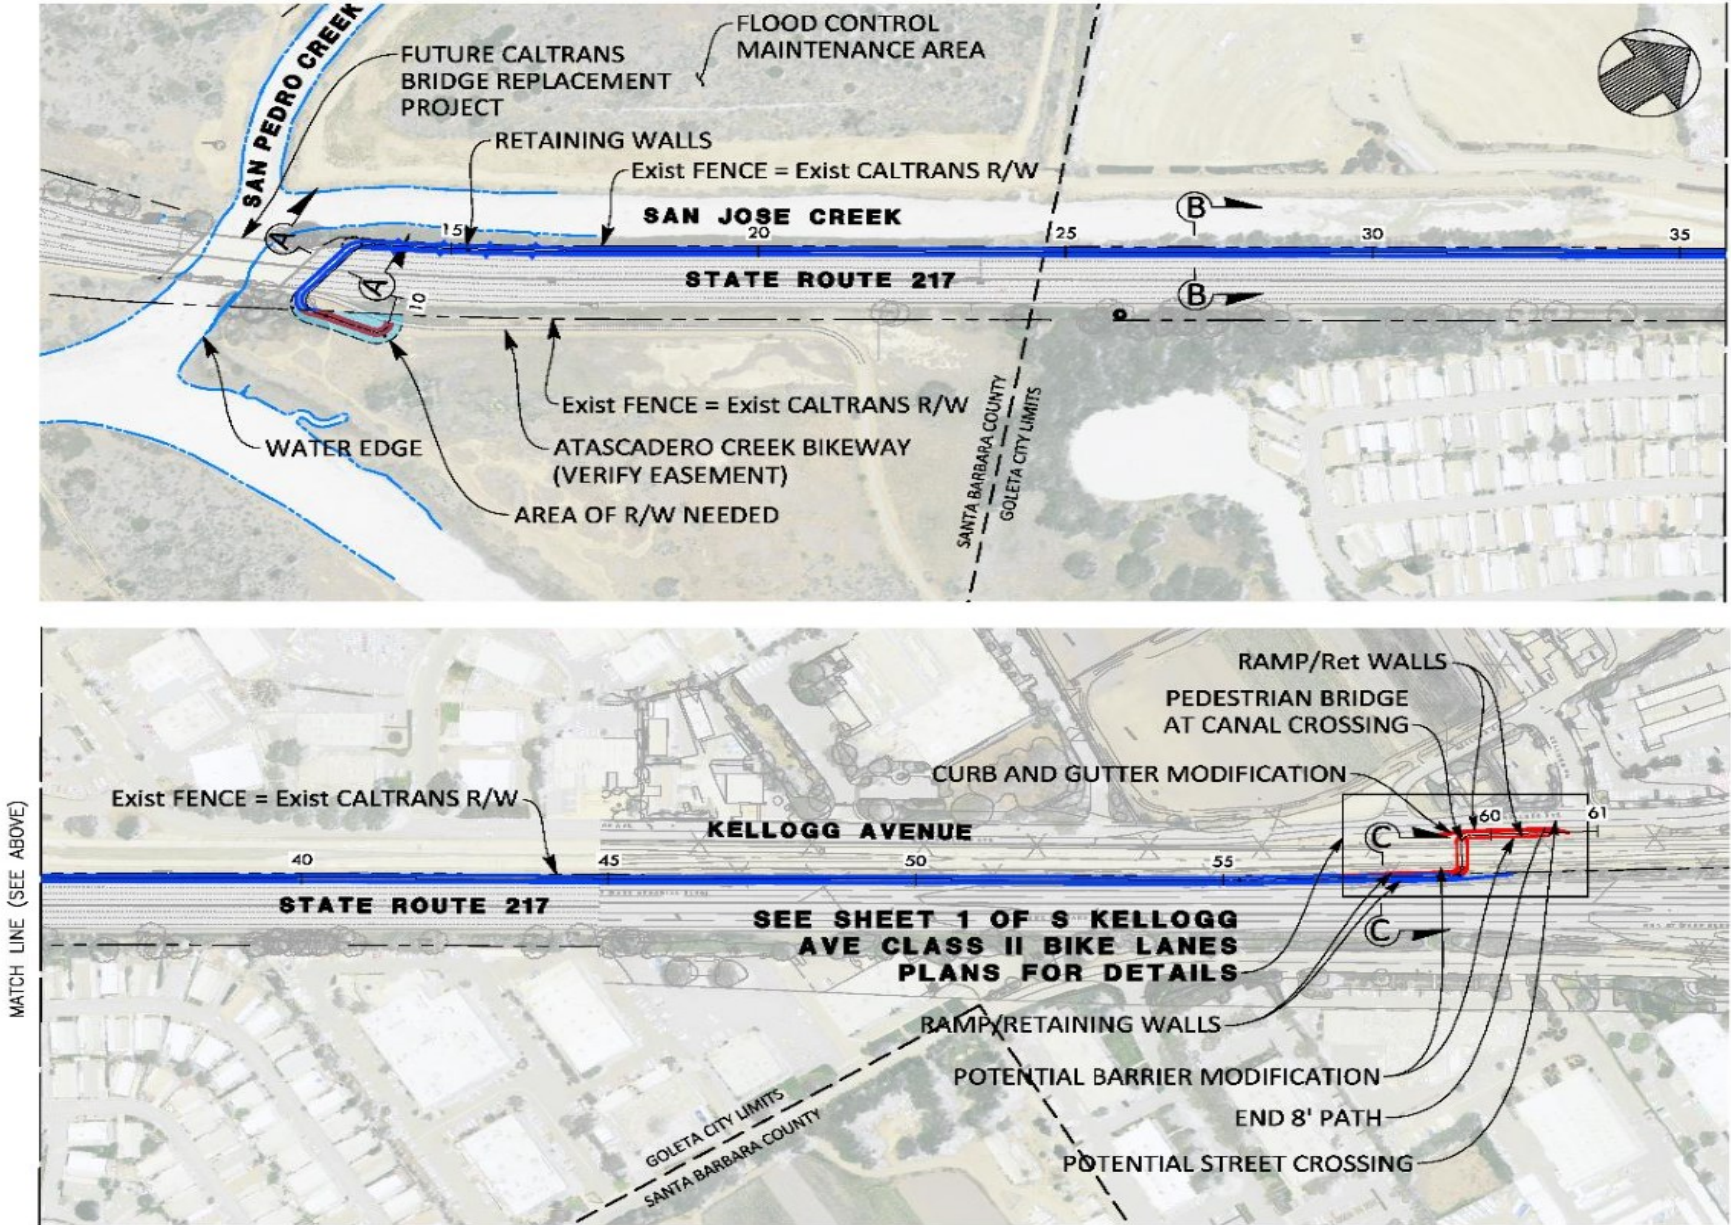 SAN PEDRO CREEK
FUTURE CALTRANS
BRIDGE REPLACEMENT
PROJECT
FLOOD CONTROL
MAINTENANCE AREA
RETAINING WALLS
Exist FENCE = Exist CALTRANS R/W
SAN JOSE CREEK
A
B
15
20
25
30
35
STATE ROUTE 217
A
B
10
Exist FENCE = Exist CALTRANS R/W
WATER EDGE
ATASCADERO CREEK BIKEWAY
(VERIFY EASEMENT)
AREA OF R/W NEEDED
SANTA BARBARA COUNTY
GOLETA CITY LIMITS
MATCH LINE (SEE ABOVE)
RAMP/Ret WALLS
PEDESTRIAN BRIDGE
AT CANAL CROSSING
CURB AND GUTTER MODIFICATION
Exist FENCE = Exist CALTRANS R/W
KELLOGG AVENUE
C
60
61
40
45
50
55
STATE ROUTE 217
SEE SHEET 1 OF S KELLOGG
AVE CLASS II BIKE LANES
PLANS FOR DETAILS
C
RAMP/RETAINING WALLS
POTENTIAL BARRIER MODIFICATION
END 8' PATH
POTENTIAL STREET CROSSING
GOLETA CITY LIMITS
SANTA BARBARA COUNTY